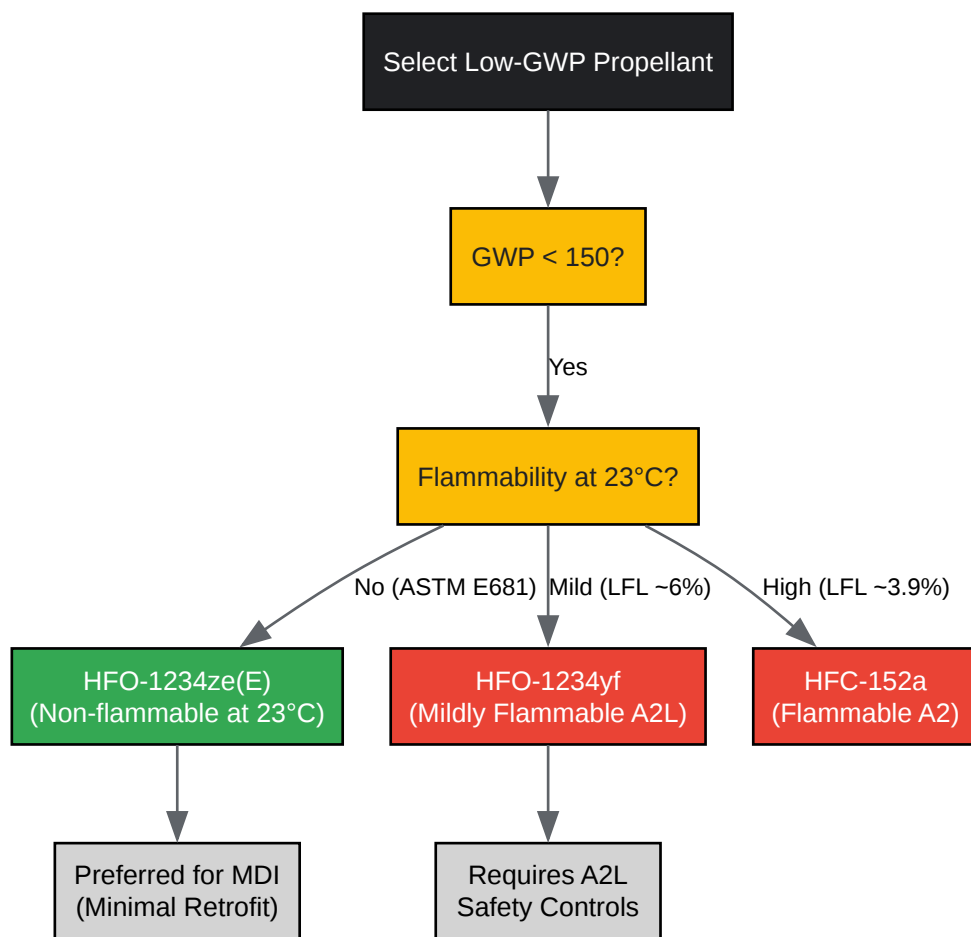 Select Low-GWP Propellant
GWP < 150?
Yes
Flammability at 23°C?
No (ASTM E681)
Mild (LFL ~6%)
High (LFL ~3.9%)
HFO-1234ze(E)
(Non-flammable at 23°C)
HFO-1234yf
(Mildly Flammable A2L)
HFC-152a
(Flammable A2)
Preferred for MDI
(Minimal Retrofit)
Requires A2L
Safety Controls